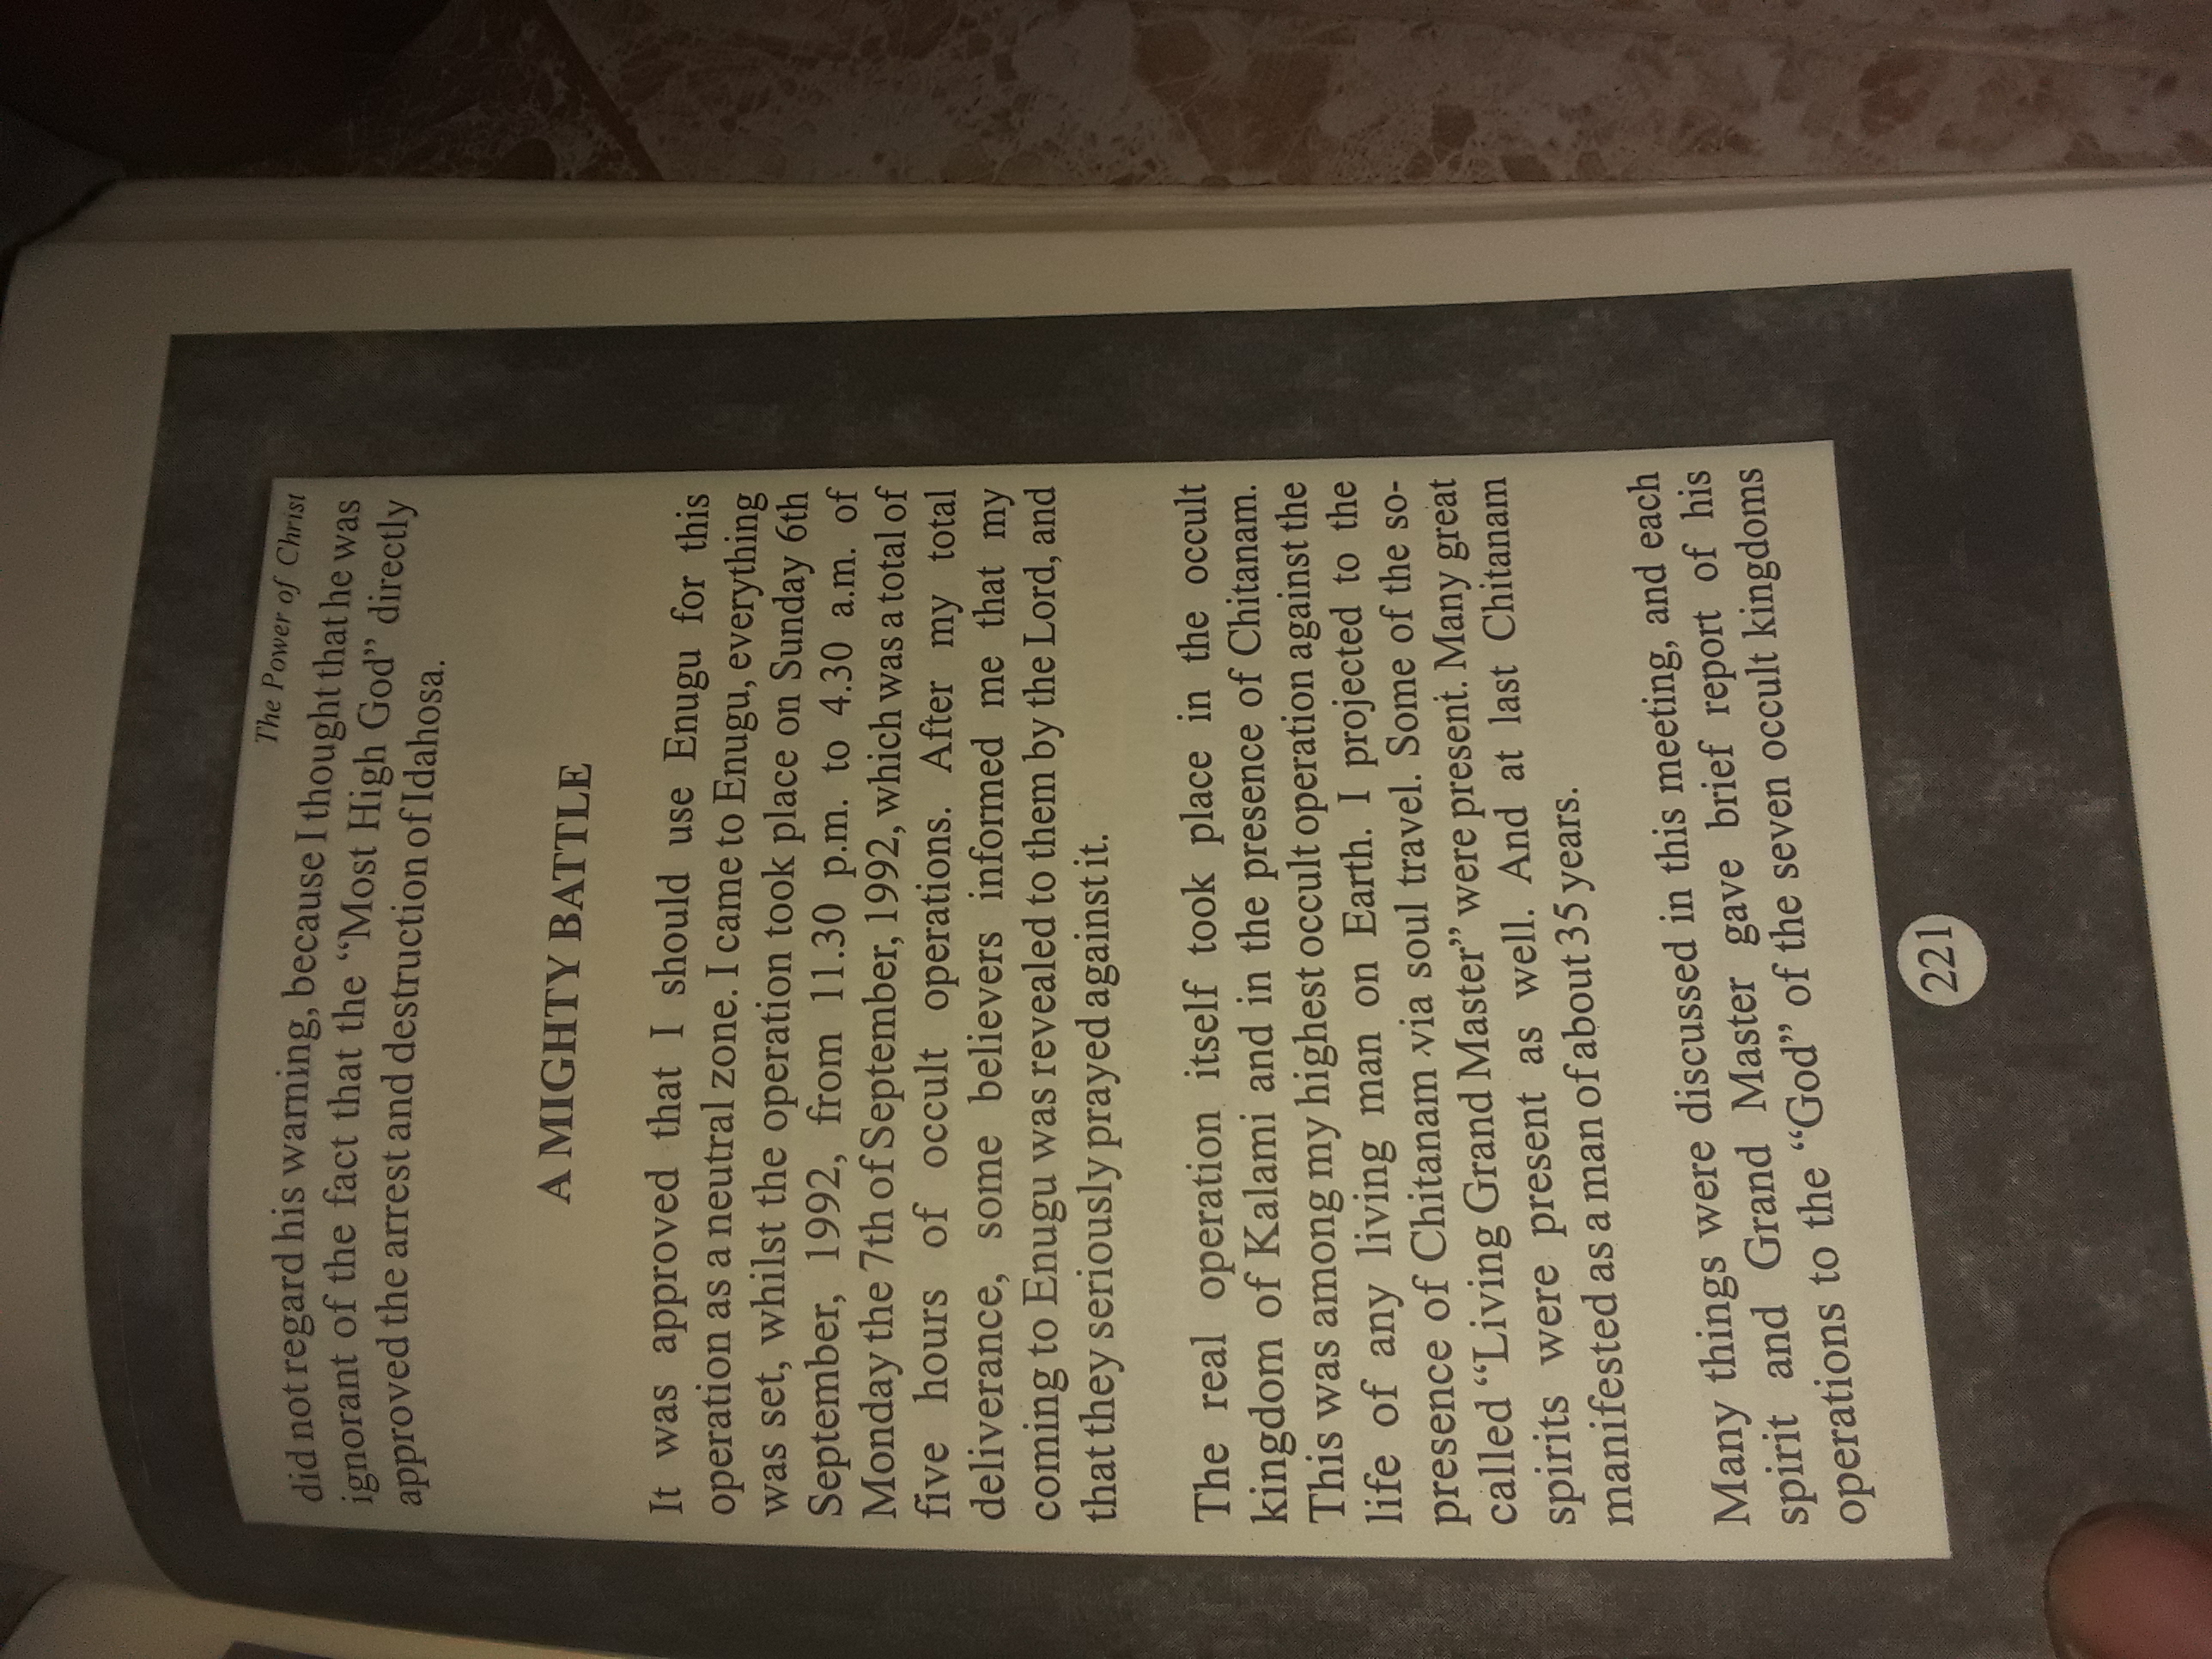 The Power of Christ
did not regard his warning, because I thought that he was
ignorant of the fact that the “Most High God” directly
approved the arrest and destruction of Idahosa.
A MIGHTY BATTLE
It was approved that I should use Enugu for this
operation as a neutral zone. I came to Enugu, everything
was set, whilst the operation took place on Sunday 6th
September, 1992, from 11.30 p.m. to 4.30 a.m. of
Monday the 7th of September, 1992, which was a total of
five hours of occult operations. After my total
deliverance, some believers informed me that my
coming to Enugu was revealed to them by the Lord, and
that they seriously prayed against it.
The real operation itself took place in the occult
kingdom of Kalami and in the presence of Chitanam.
This was among my highest occult operation against the
life of any living man on Earth. I projected to the
presence of Chitanam via soul travel. Some of the so-
called “Living Grand Master” were present. Many great
spirits were present as well. And at last Chitanam
manifested as a man of about 35 years.
Many things were discussed in this meeting, and each
spirit and Grand Master gave brief report of his
operations to the “God” of the seven occult kingdoms
221